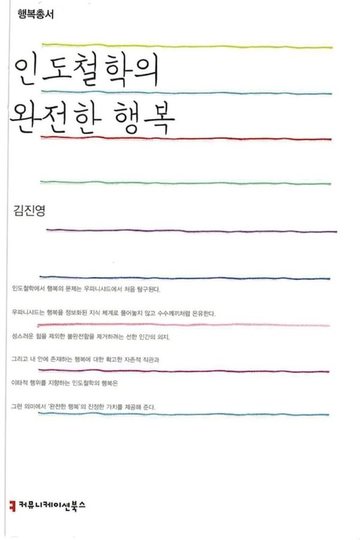 행복총서
인도철학의
완전한 행복
김진영
인도철학에서 행복의 문제는 우파니샤드에서 처음 탐구된다.
우파니샤드는 행복을 정보화된 지식 체계로 풀어놓지 않고 수수께끼처럼 은유한다.
성스러운 힘을 제외한 불완전함을 제거하려는 선한 인간의 의지,
그리고 내 안에 존재하는 행복에 대한 확고한 자존적 직관과
이타적 행위를 지향하는 인도철학의 행복은
그런 의미에서 '완전한 행복'의 진정한 가치를 제공해 준다.
커뮤니케이션북스